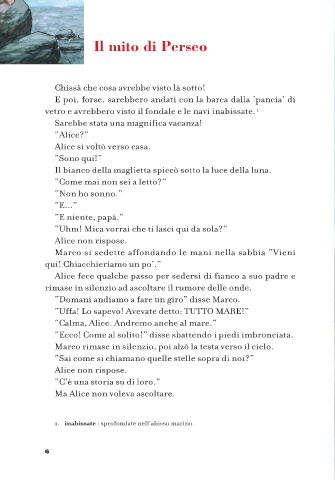 Il mito di Perseo
Chissà che cosa avrebbe visto là sotto!
E poi, forse, sarebbero andati con la barca dalla 'pancia' di
vetro e avrebbero visto il fondale e le navi inabissate.¹
Sarebbe stata una magnifica vacanza!
"Alice?"
Alice si voltò verso casa.
"Sono qui!"
Il bianco della maglietta spiccò sotto la luce della luna.
"Come mai non sei a letto?"
"Non ho sonno."
"E..."
"E niente, papà."
"Uhm! Mica vorrai che ti lasci qui da sola?"
Alice non rispose.
Marco si sedette affondando le mani nella sabbia "Vieni
qui! Chiacchieriamo un po'."
Alice fece qualche passo per sedersi di fianco a suo padre e
rimase in silenzio ad ascoltare il rumore delle onde.
"Domani andiamo a fare un giro" disse Marco.
"Uffa! Lo sapevo! Avevate detto: TUTTO MARE!"
"Calma, Alice. Andremo anche al mare."
"Ecco! Come al solito!" disse sbattendo i piedi imbronciata.
Marco rimase in silenzio, poi alzò la testa verso il cielo.
"Sai come si chiamano quelle stelle sopra di noi?"
Alice non rispose.
"C'è una storia su di loro."
Ma Alice non voleva ascoltare.
1. inabissate - sprofondate nell'abisso marino.
6